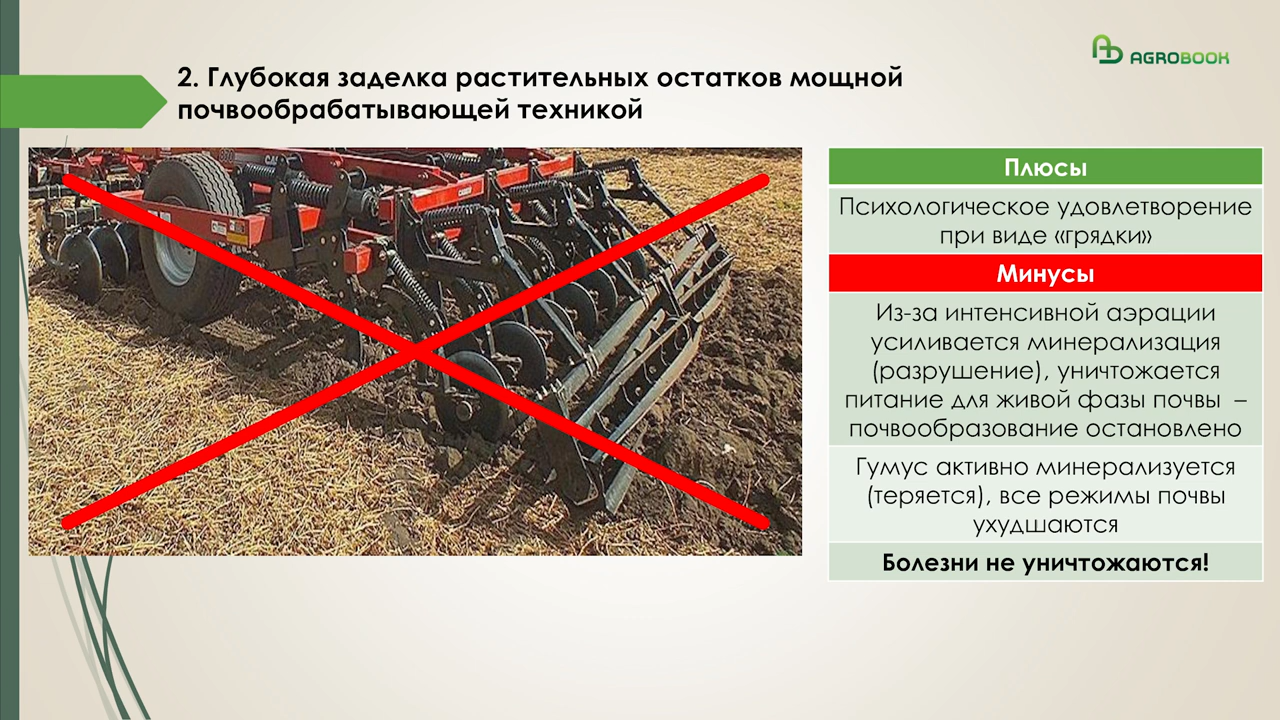 AGROBOOK
2. Глубокая заделка растительных остатков мощной
почвообрабатывающей техникой
Плюсы
Психологическое удовлетворение
при виде «грядки»
Минусы
Из-за интенсивной аэрации
усиливается минерализация
(разрушение), уничтожается
питание для живой фазы почвы –
почвообразование остановлено
Гумус активно минерализуется
(теряется), все режимы почвы
ухудшаются
Болезни не уничтожаются!